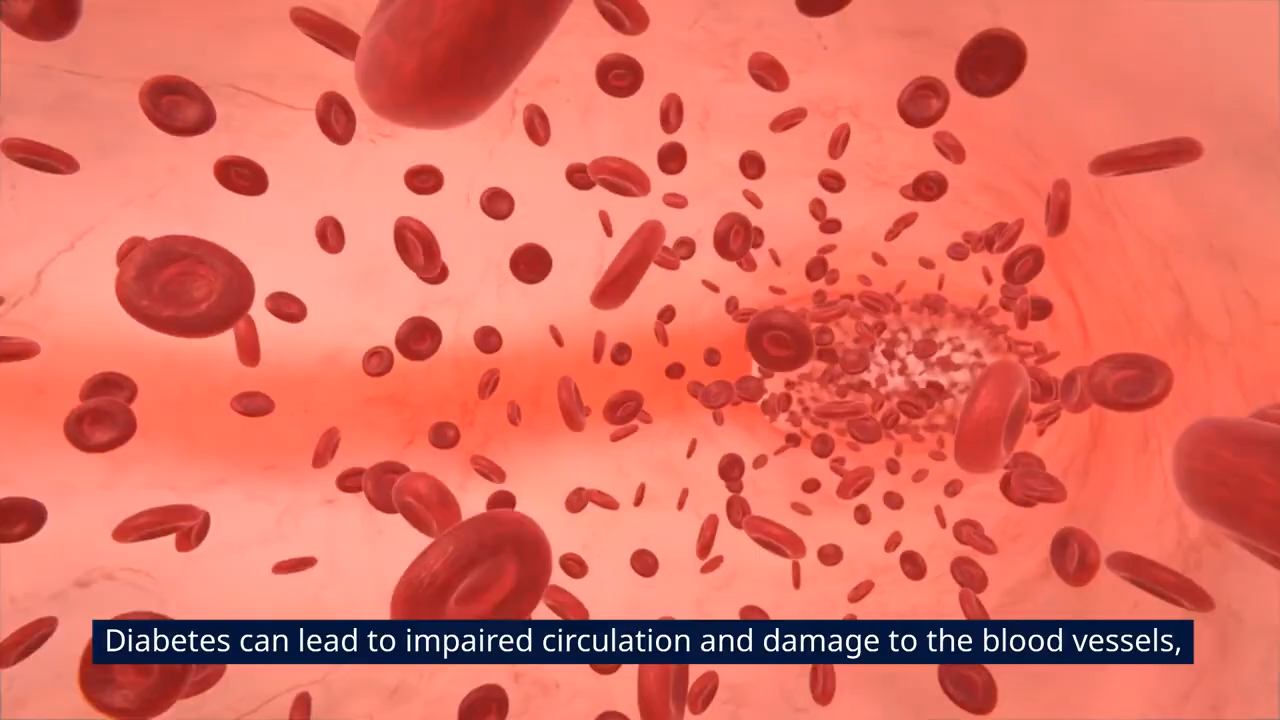 Diabetes can lead to impaired circulation and damage to the blood vessels,